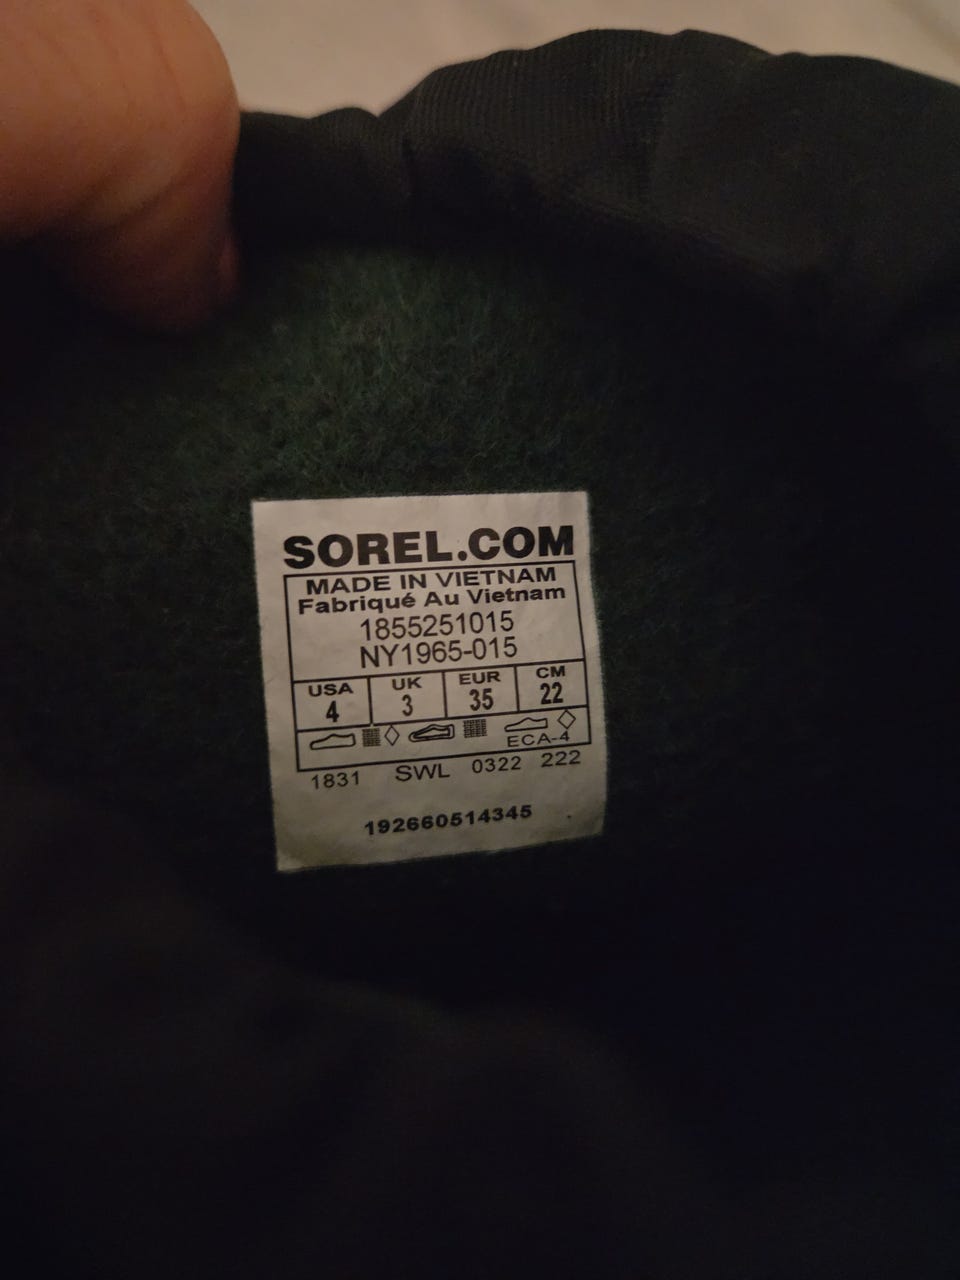 SOREL.COM
MADE IN VIETNAM
Fabriqué Au Vietnam
1855251015
NY1965-015
USA UK EUR CM
4 3 35 22
ECA-4
1831 SWL 0322 222
192660514345